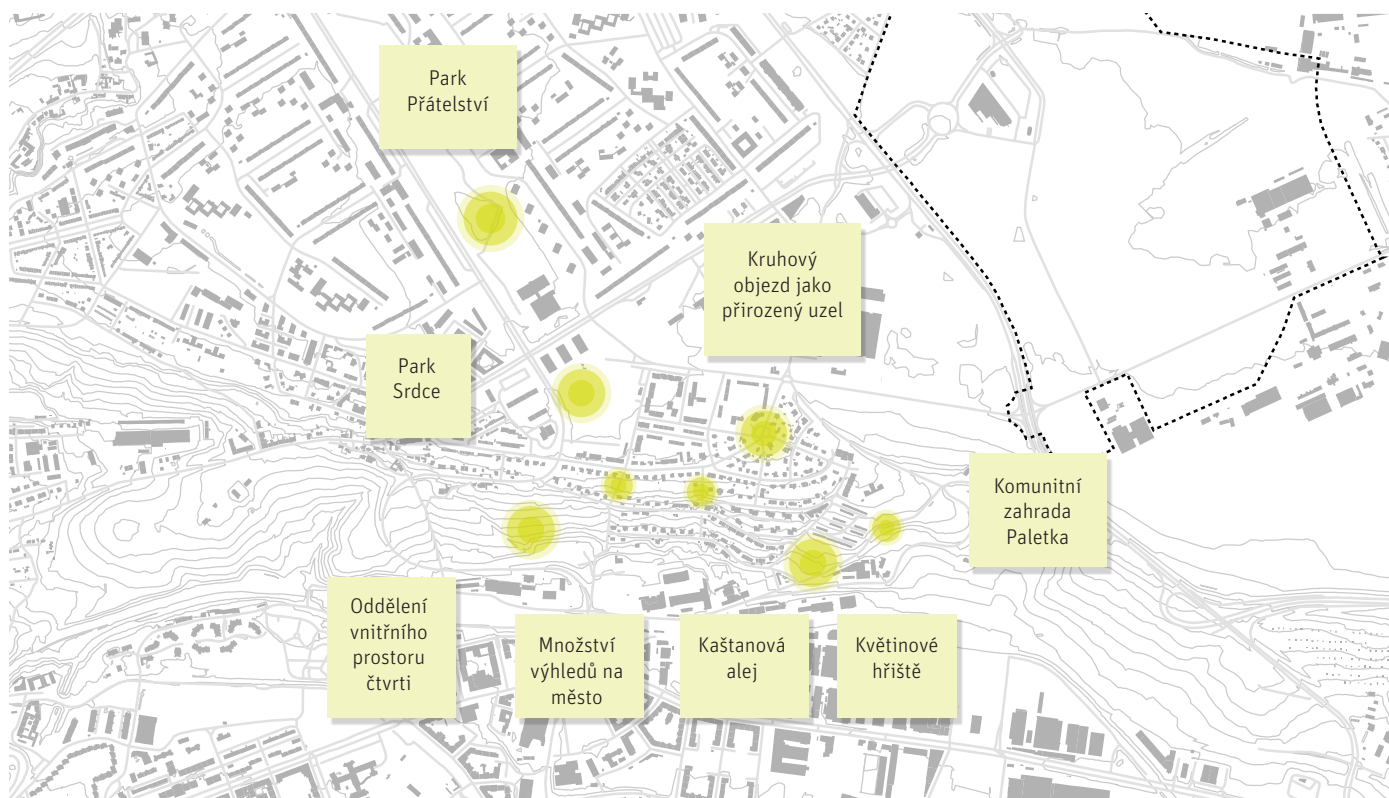 Park
Přátelství
Kruhový
objezd jako
přirozený uzel
Park
Srdce
Komunitní
zahrada
Paletka
Oddělení
vnitřního
prostoru
čtvrti
Množství
výhledů na
město
Kaštanová
alej
Květinové
hřiště